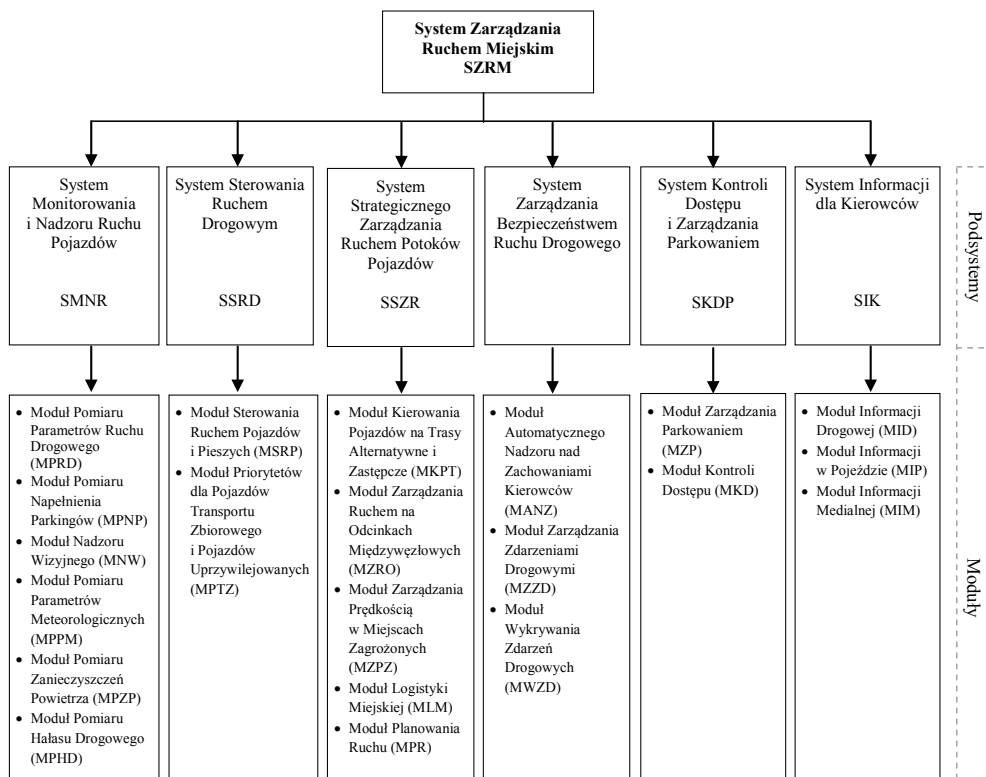 System Zarządzania
Ruchem Miejskim
SZRM
System
Monitorowania
i Nadzoru Ruchu
Pojazdów
SMNR
System Sterowania
Ruchem
Drogowym
SSRD
System
Strategicznego
Zarządzania
Ruchem Potoków
Pojazdów
SSZR
System
Zarządzania
Bezpieczeństwem
Ruchu Drogowego
System Kontroli
Dostępu
i Zarządzania
Parkowaniem
SKDP
System Informacji
dla Kierowców
SIK
Podsystemy
• Moduł Pomiaru
Parametrów Ruchu
Drogowego
(MPRD)
• Moduł Pomiaru
Napełnienia
Parkingów (MPNP)
• Moduł Nadzoru
Wizyjnego (MNW)
• Moduł Pomiaru
Parametrów
Meteorologicznych
(MPPM)
• Moduł Pomiaru
Zanieczyszczeń
Powietrza (MPZP)
• Moduł Pomiaru
Hałasu Drogowego
(MPHD)
• Moduł Sterowania
Ruchem Pojazdów
i Pieszych (MSRP)
• Moduł Priorytetów
dla Pojazdów
Transportu
Zbiorowego
i Pojazdów
Uprzywilejowanych
(MPTZ)
• Moduł Kierowania
Pojazdów na Trasy
Alternatywne i
Zastępcze (MKPT)
• Moduł Zarządzania
Ruchem na
Odcinkach
Międzywęzłowych
(MZRO)
• Moduł Zarządzania
Prędkością
w Miejscach
Zagrożonych
(MZPZ)
• Moduł Logistyki
Miejskiej (MLM)
• Moduł Planowania
Ruchu (MPR)
• Moduł
Automatycznego
Nadzoru nad
Zachowaniami
Kierowców
(MANZ)
• Moduł Zarządzania
Zdarzeniami
Drogowymi
(MZZD)
• Moduł
Wykrywania
Zdarzeń
Drogowych
(MWZD)
• Moduł Zarządzania
Parkowaniem
(MZP)
• Moduł Kontroli
Dostępu (MKD)
• Moduł Informacji
Drogowej (MID)
• Moduł Informacji
w Pojeździe (MIP)
• Moduł Informacji
Medialnej (MIM)
Moduły